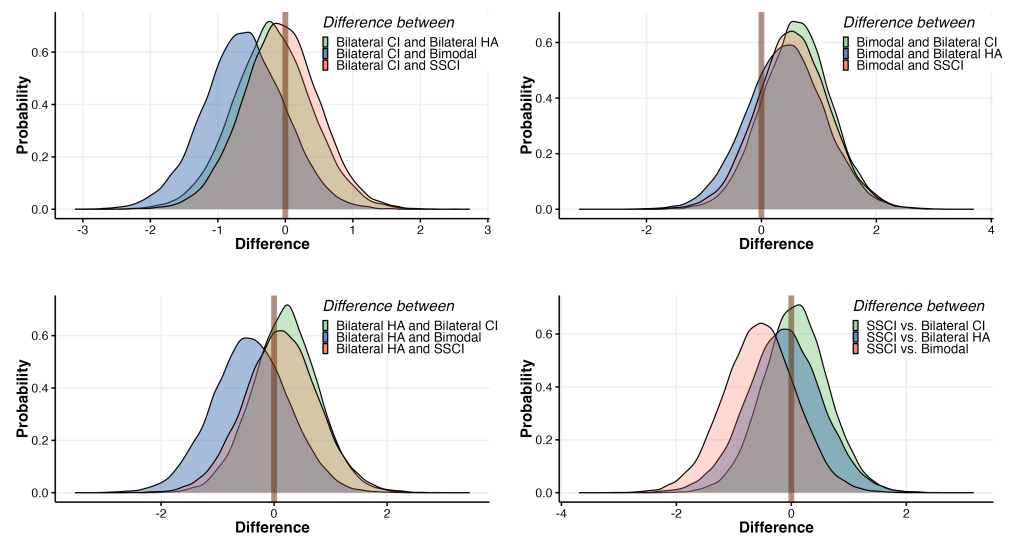 Difference between
Bilateral CI and Bilateral HA
Bilateral CI and Bimodal
Bilateral CI and SSCI
Probability
0.6
0.4
0.2
0.0
-3 -2 -1 0 1 2 3
Difference
Difference between
Bimodal and Bilateral CI
Bimodal and Bilateral HA
Bimodal and SSCI
Probability
0.6
0.4
0.2
0.0
-2 0 2 4
Difference
Difference between
Bilateral HA and Bilateral CI
Bilateral HA and Bimodal
Bilateral HA and SSCI
Probability
0.6
0.4
0.2
0.0
-2 0 2
Difference
Difference between
SSCI vs. Bilateral CI
SSCI vs. Bilateral HA
SSCI vs. Bimodal
Probability
0.6
0.4
0.2
0.0
-4 -2 0 2
Difference